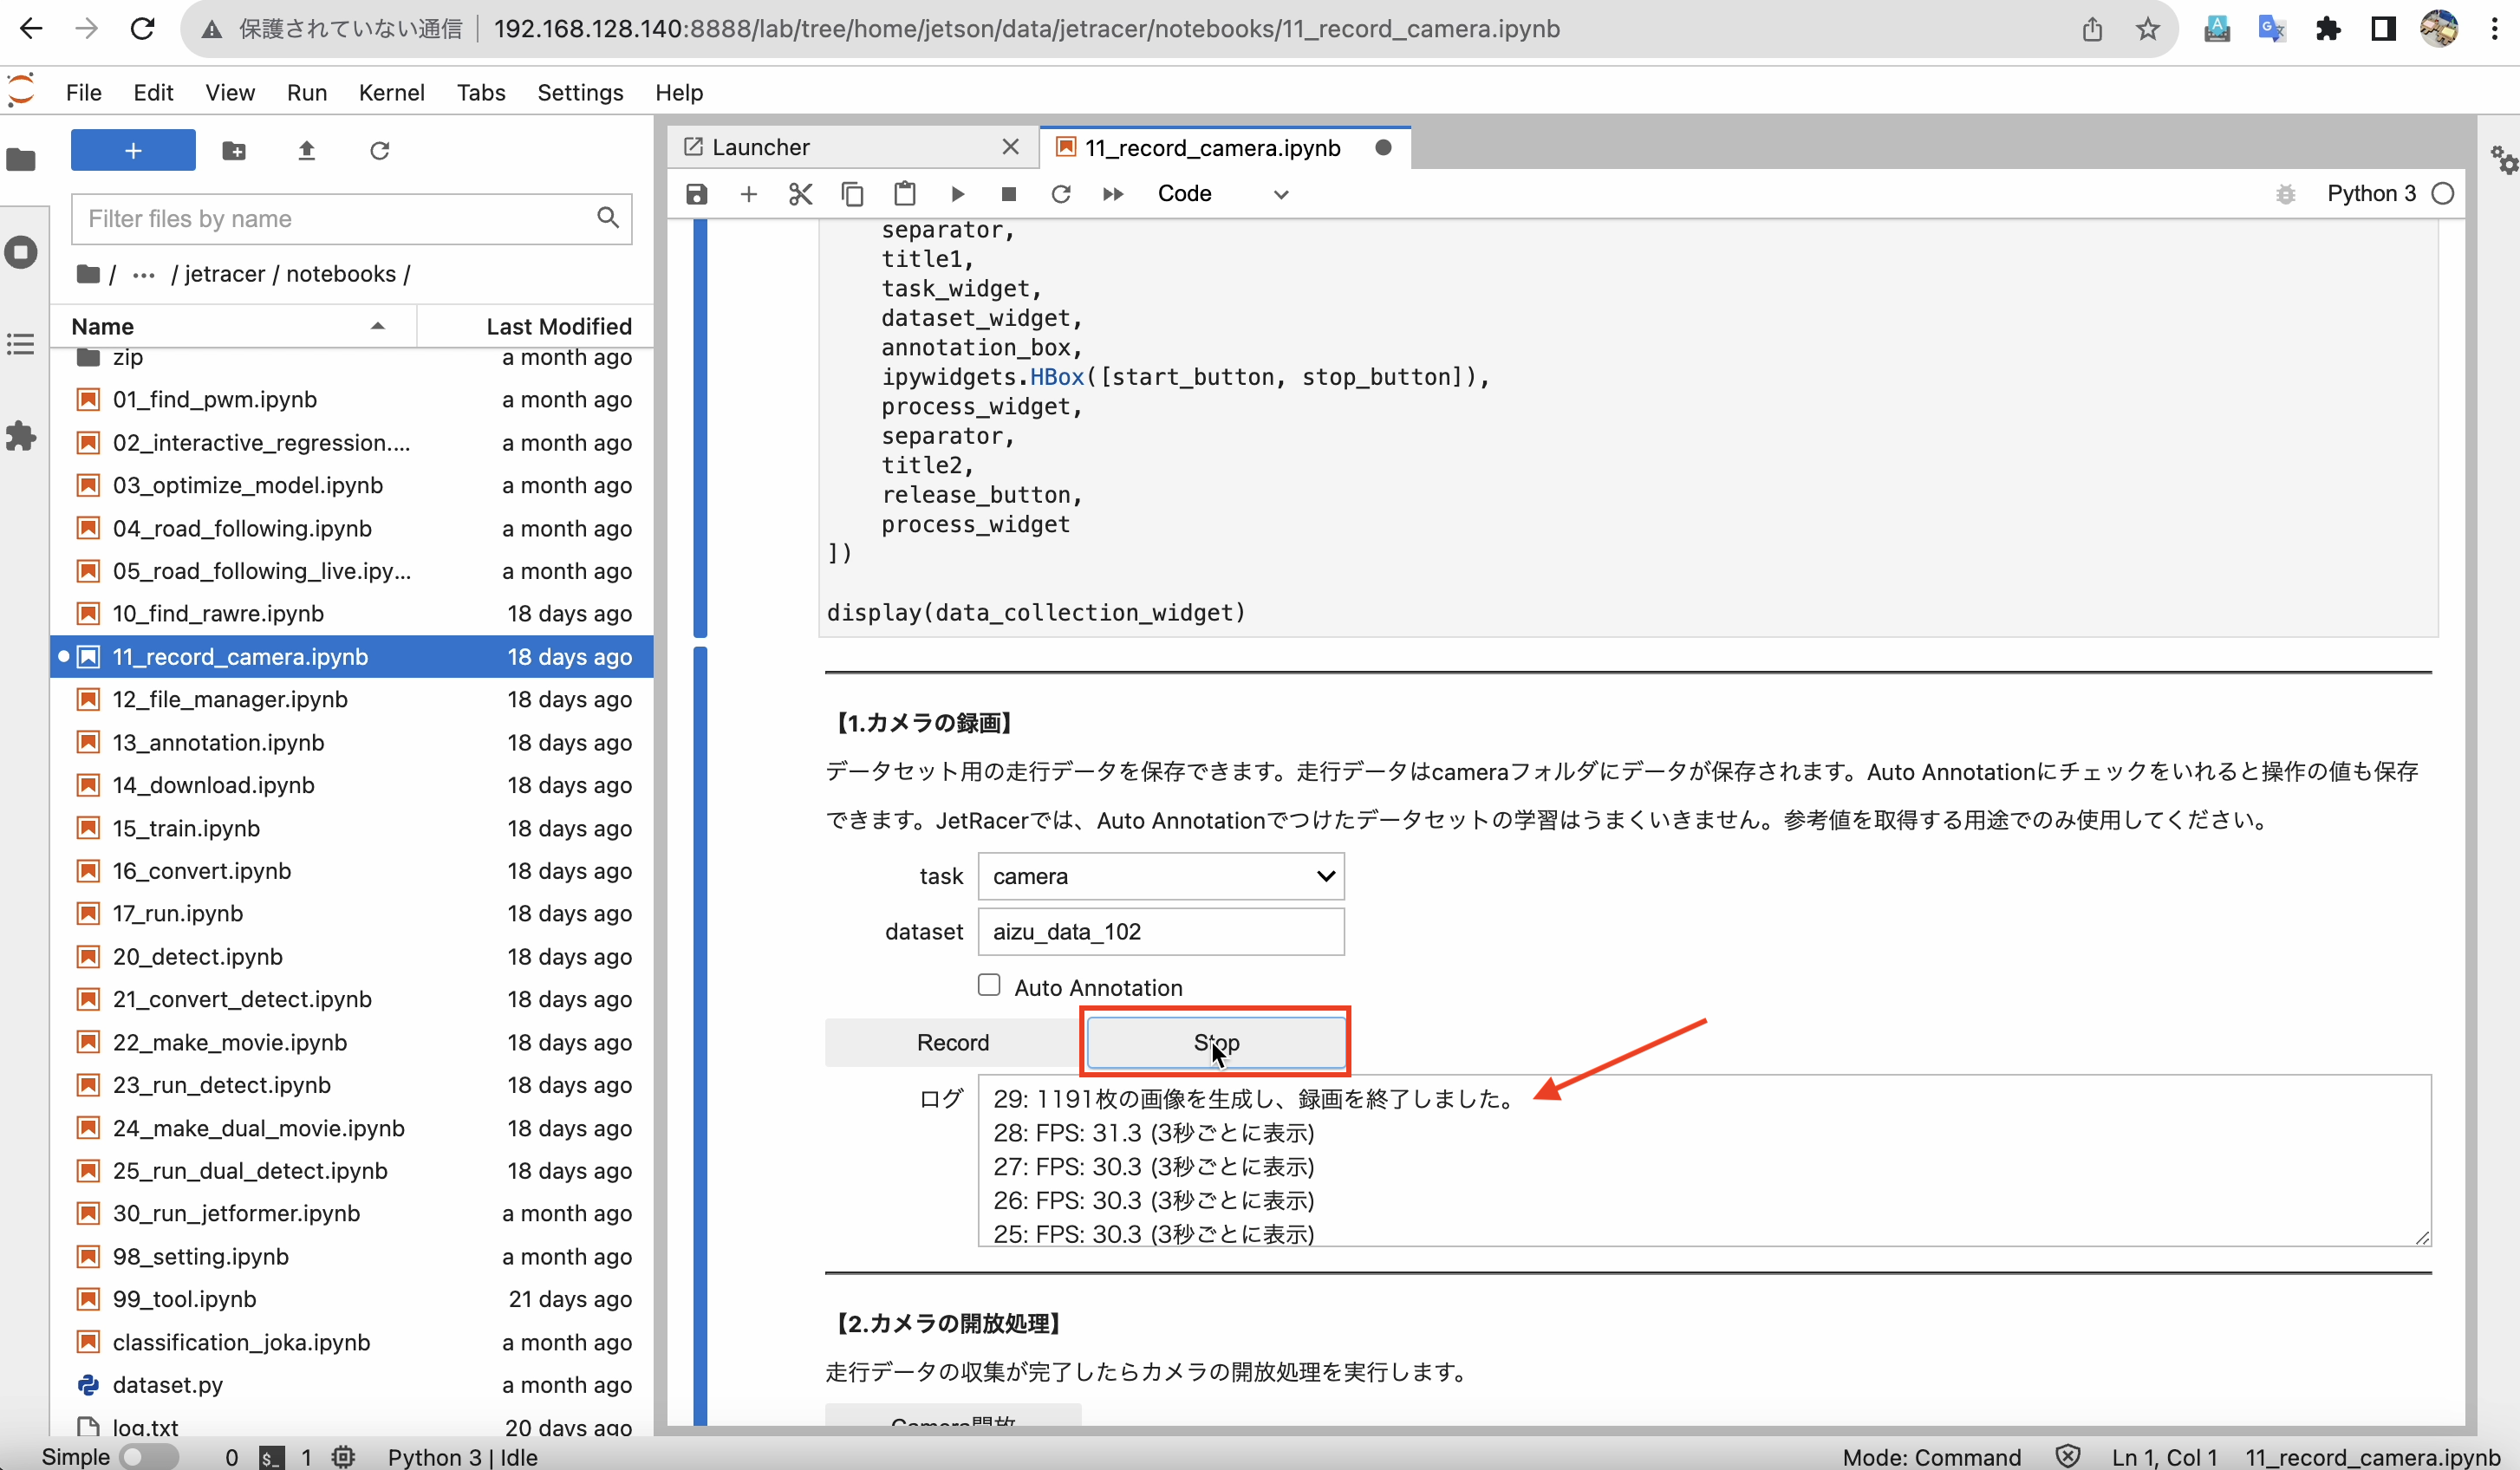 保護されていない通信 192.168.128.140:8888/lab/tree/home/jetson/data/jetracer/notebooks/11_record_camera.ipynb
File Edit View Run Kernel Tabs Settings Help
+
Filter files by name
/ ··· / jetracer / notebooks /
Name Last Modified
zip a month ago
01_find_pwm.ipynb a month ago
02_interactive_regression.... a month ago
03_optimize_model.ipynb a month ago
04_road_following.ipynb a month ago
05_road_following_live.ipy... a month ago
10_find_rawre.ipynb 18 days ago
11_record_camera.ipynb 18 days ago
12_file_manager.ipynb 18 days ago
13_annotation.ipynb 18 days ago
14_download.ipynb 18 days ago
15_train.ipynb 18 days ago
16_convert.ipynb 18 days ago
17_run.ipynb 18 days ago
20_detect.ipynb 18 days ago
21_convert_detect.ipynb 18 days ago
22_make_movie.ipynb 18 days ago
23_run_detect.ipynb 18 days ago
24_make_dual_movie.ipynb 18 days ago
25_run_dual_detect.ipynb 18 days ago
30_run_jetformer.ipynb a month ago
98_setting.ipynb a month ago
99_tool.ipynb 21 days ago
classification_joka.ipynb a month ago
dataset.py a month ago
log.txt 20 days ago
Launcher
11_record_camera.ipynb
Code
Python 3
separator,
title1,
task_widget,
dataset_widget,
annotation_box,
ipywidgets.HBox([start_button, stop_button]),
process_widget,
separator,
title2,
release_button,
process_widget
])
display(data_collection_widget)
【1.カメラの録画】
データセット用の走行データを保存できます。走行データはcameraフォルダにデータが保存されます。Auto Annotationにチェックをいれると操作の値も保存
できます。JetRacerでは、Auto Annotationでつけたデータセットの学習はうまくいきません。参考値を取得する用途でのみ使用してください。
task camera
dataset aizu_data_102
Auto Annotation
Record Stop
ログ 29: 1191枚の画像を生成し、録画を終了しました。
28: FPS: 31.3 (3秒ごとに表示)
27: FPS: 30.3 (3秒ごとに表示)
26: FPS: 30.3 (3秒ごとに表示)
25: FPS: 30.3 (3秒ごとに表示)
【2.カメラの開放処理】
走行データの収集が完了したらカメラの開放処理を実行します。
Camera開放
Simple 0 $_ 1 Python 3 | Idle Mode: Command Ln 1, Col 1 11_record_camera.ipynb